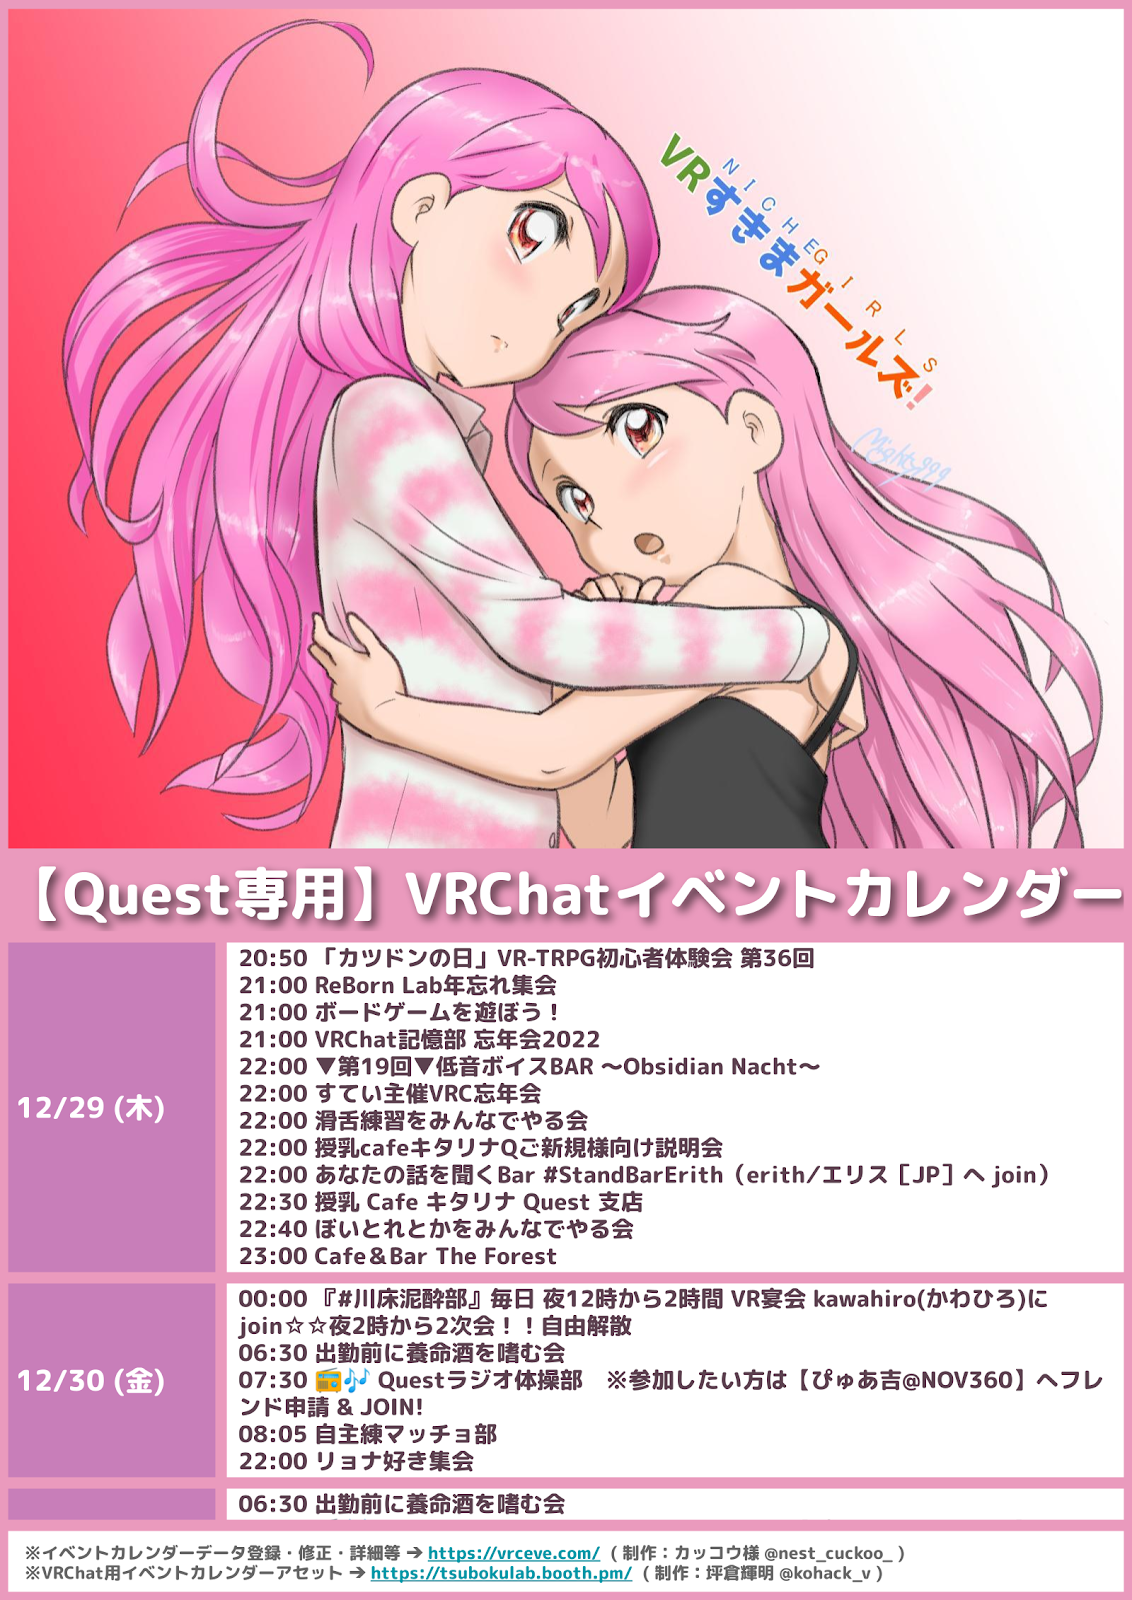 NICHE GIRLS
VRすきまガールズ!
Mighty999
【Quest専用】VRChatイベントカレンダー
12/29 (木)
20:50 「カツドンの日」VR-TRPG初心者体験会 第36回
21:00 ReBorn Lab年忘れ集会
21:00 ボードゲームを遊ぼう！
21:00 VRChat記憶部 忘年会2022
22:00 ▼第19回▼低音ボイスBAR ～Obsidian Nacht～
22:00 すてい主催VRC忘年会
22:00 滑舌練習をみんなでやる会
22:00 授乳cafeキタリナQご新規様向け説明会
22:00 あなたの話を聞くBar #StandBarErith（erith/エリス［JP］へ join）
22:30 授乳 Cafe キタリナ Quest 支店
22:40 ぼいとれとかをみんなでやる会
23:00 Cafe＆Bar The Forest
12/30 (金)
00:00 『#川床泥酔部』毎日 夜12時から2時間 VR宴会 kawahiro(かわひろ)に
join☆☆夜2時から2次会！！自由解散
06:30 出勤前に養命酒を嗜む会
07:30 📻🎶 Questラジオ体操部　※参加したい方は【ぴゅあ吉@NOV360】へフレ
ンド申請 & JOIN!
08:05 自主練マッチョ部
22:00 リョナ好き集会
06:30 出勤前に養命酒を嗜む会
※イベントカレンダーデータ登録・修正・詳細等 ➔ https://vrceve.com/ ( 制作：カッコウ様 @nest_cuckoo_ )
※VRChat用イベントカレンダーアセット ➔ https://tsubokulab.booth.pm/ ( 制作：坪倉輝明 @kohack_v )